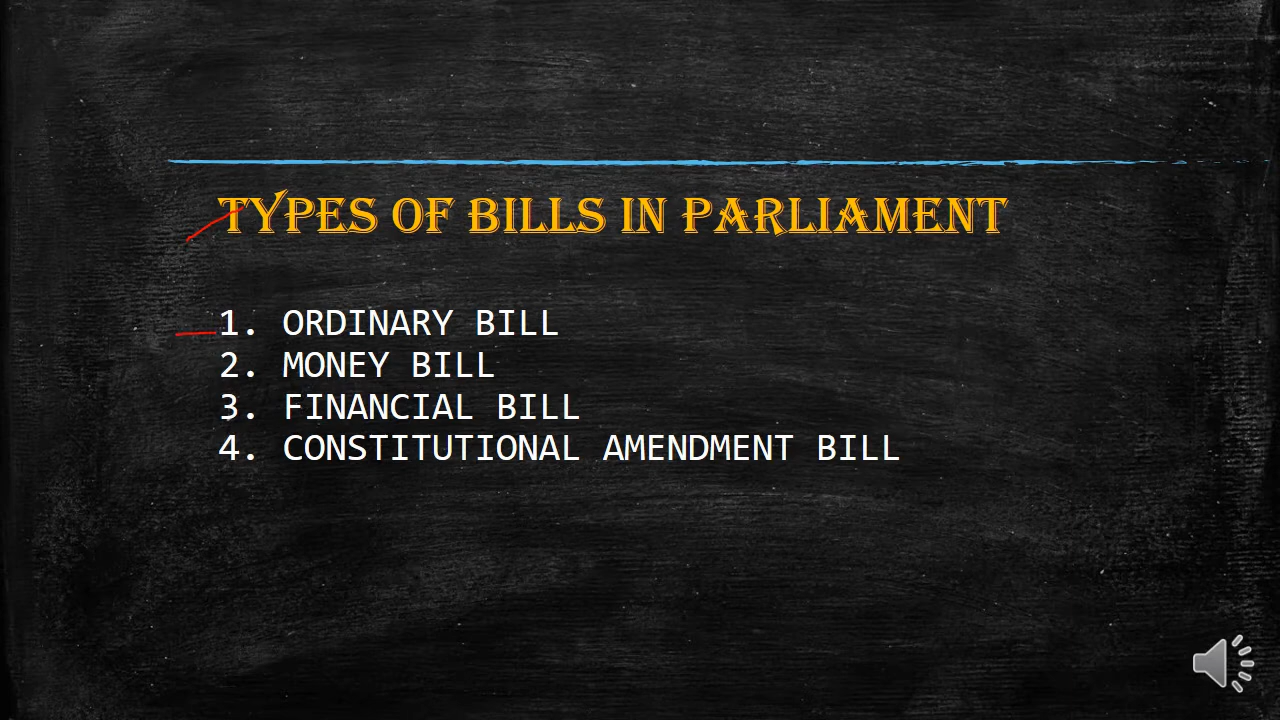 TYPES OF BILLS IN PARLIAMENT
1. ORDINARY BILL
2. MONEY BILL
3. FINANCIAL BILL
4. CONSTITUTIONAL AMENDMENT BILL